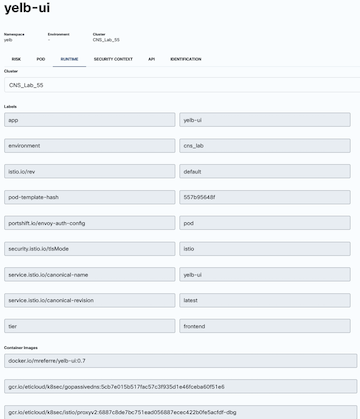 yelb-ui
Namespace Environment Cluster
yelb - CNS_Lab_55
RISK POD RUNTIME SECURITY CONTEXT API IDENTIFICATION
Cluster
CNS_Lab_55
Labels
app yelb-ui
environment cns_lab
istio.io/rev default
pod-template-hash 557b95648f
portshift.io/envoy-auth-config pod
security.istio.io/tlsMode istio
service.istio.io/canonical-name yelb-ui
service.istio.io/canonical-revision latest
tier frontend
Container Images
docker.io/mreferre/yelb-ui:0.7
gcr.io/eticloud/k8sec/gopassivedns:5cb7e015b517fac57c3f935d1e46fceba60f51e6
gcr.io/eticloud/k8sec/istio/proxyv2:6887c8de7bc751ead056887ecec422b0fe5acfdf-dbg